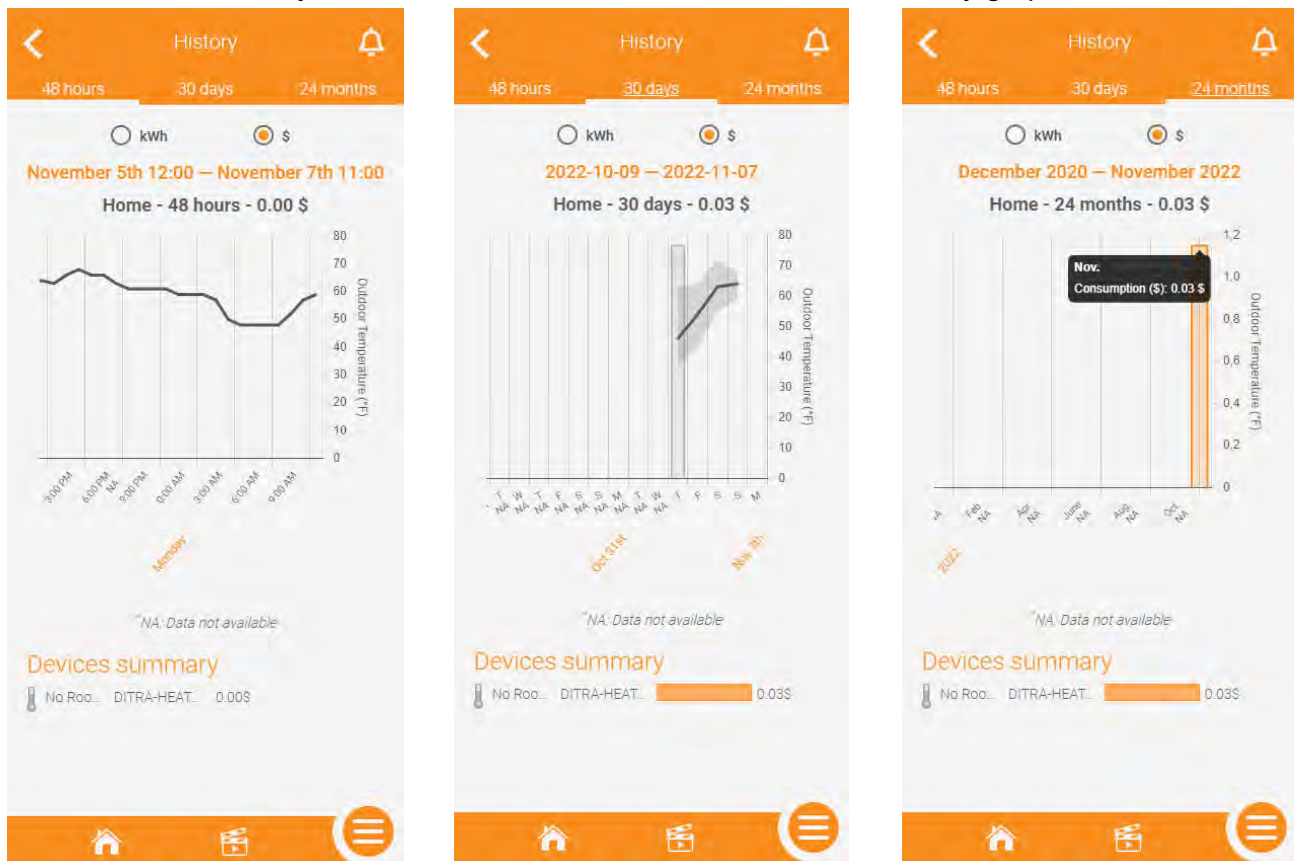 History
48 hours 30 days 24 months
kWh $
November 5th 12:00 — November 7th 11:00
Home - 48 hours - 0.00 $
80
70
60
50
40
30
20
10
0
Outdoor Temperature (°F)
3:00 PM 6:00 PM NA 9:00 PM 0:00 AM 3:00 AM 6:00 AM 9:00 AM
Monday
*NA: Data not available
Devices summary
No Roo... DITRA-HEAT... 0.00$
History
48 hours 30 days 24 months
kWh $
2022-10-09 — 2022-11-07
Home - 30 days - 0.03 $
80
70
60
50
40
30
20
10
0
Outdoor Temperature (°F)
T NA W NA T NA F NA S NA S NA M NA T NA W NA T F S S M
Oct 31st
Nov 7th
*NA: Data not available
Devices summary
No Roo... DITRA-HEAT... 0.03$
History
48 hours 30 days 24 months
kWh $
December 2020 — November 2022
Home - 24 months - 0.03 $
Nov.
Consumption ($): 0.03 $
1,2
1,0
0,8
0,6
0,4
0,2
0
Outdoor Temperature (°F)
Feb NA Apr. NA June NA Aug. NA Oct. NA
2022
*NA: Data not available
Devices summary
No Roo... DITRA-HEAT... 0.03$